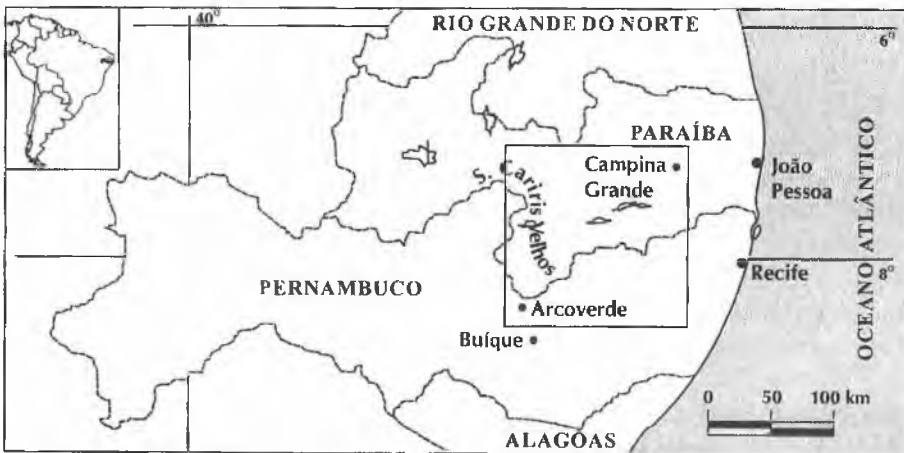 40°
RIO GRANDE DO NORTE
6°
PARAÍBA
S. Cariris Velhos
Campina
Grande
João
Pessoa
OCEANO ATLÂNTICO
PERNAMBUCO
Recife
8°
Arcoverde
Buíque
0 50 100 km
ALAGOAS